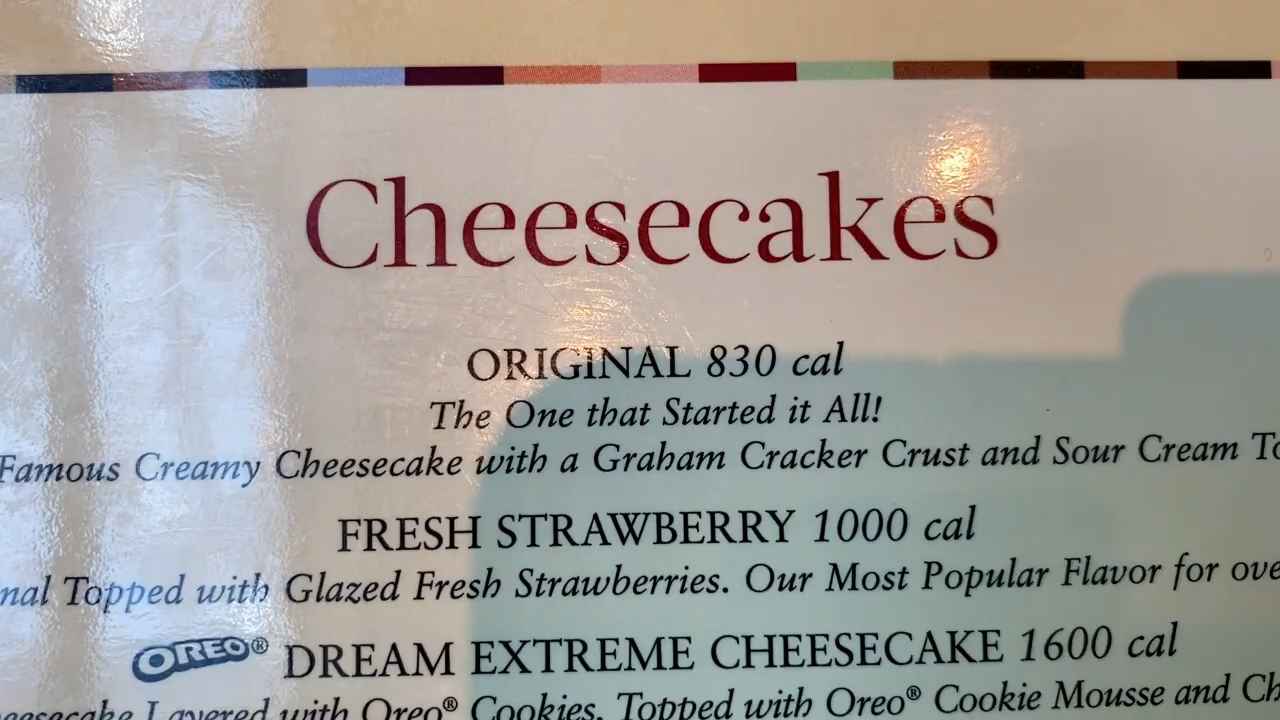 Cheesecakes
ORIGINAL 830 cal
The One that Started it All!
Famous Creamy Cheesecake with a Graham Cracker Crust and Sour Cream
FRESH STRAWBERRY 1000 cal
Topped with Glazed Fresh Strawberries. Our Most Popular Flavor for
OREO® DREAM EXTREME CHEESECAKE 1600 cal
Layered with Oreo® Cookies, Topped with Oreo® Cookie Mousse and